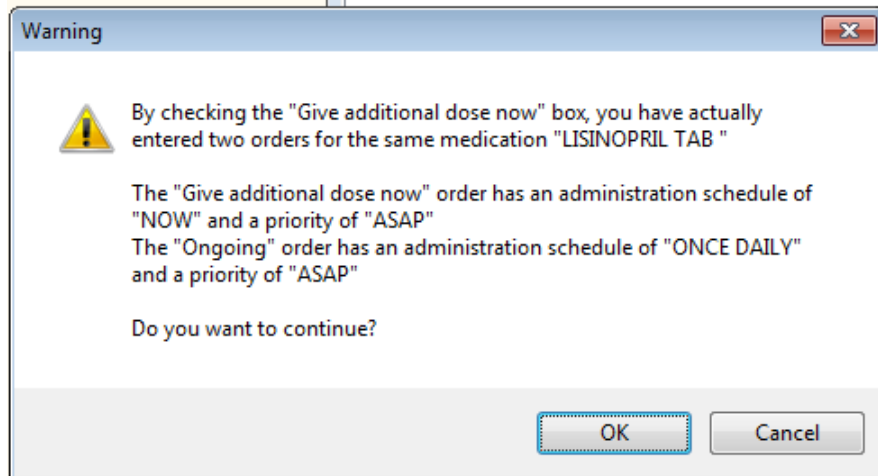 Warning
By checking the "Give additional dose now" box, you have actually
entered two orders for the same medication "LISINOPRIL TAB "
The "Give additional dose now" order has an administration schedule of
"NOW" and a priority of "ASAP"
The "Ongoing" order has an administration schedule of "ONCE DAILY"
and a priority of "ASAP"
Do you want to continue?
OK
Cancel